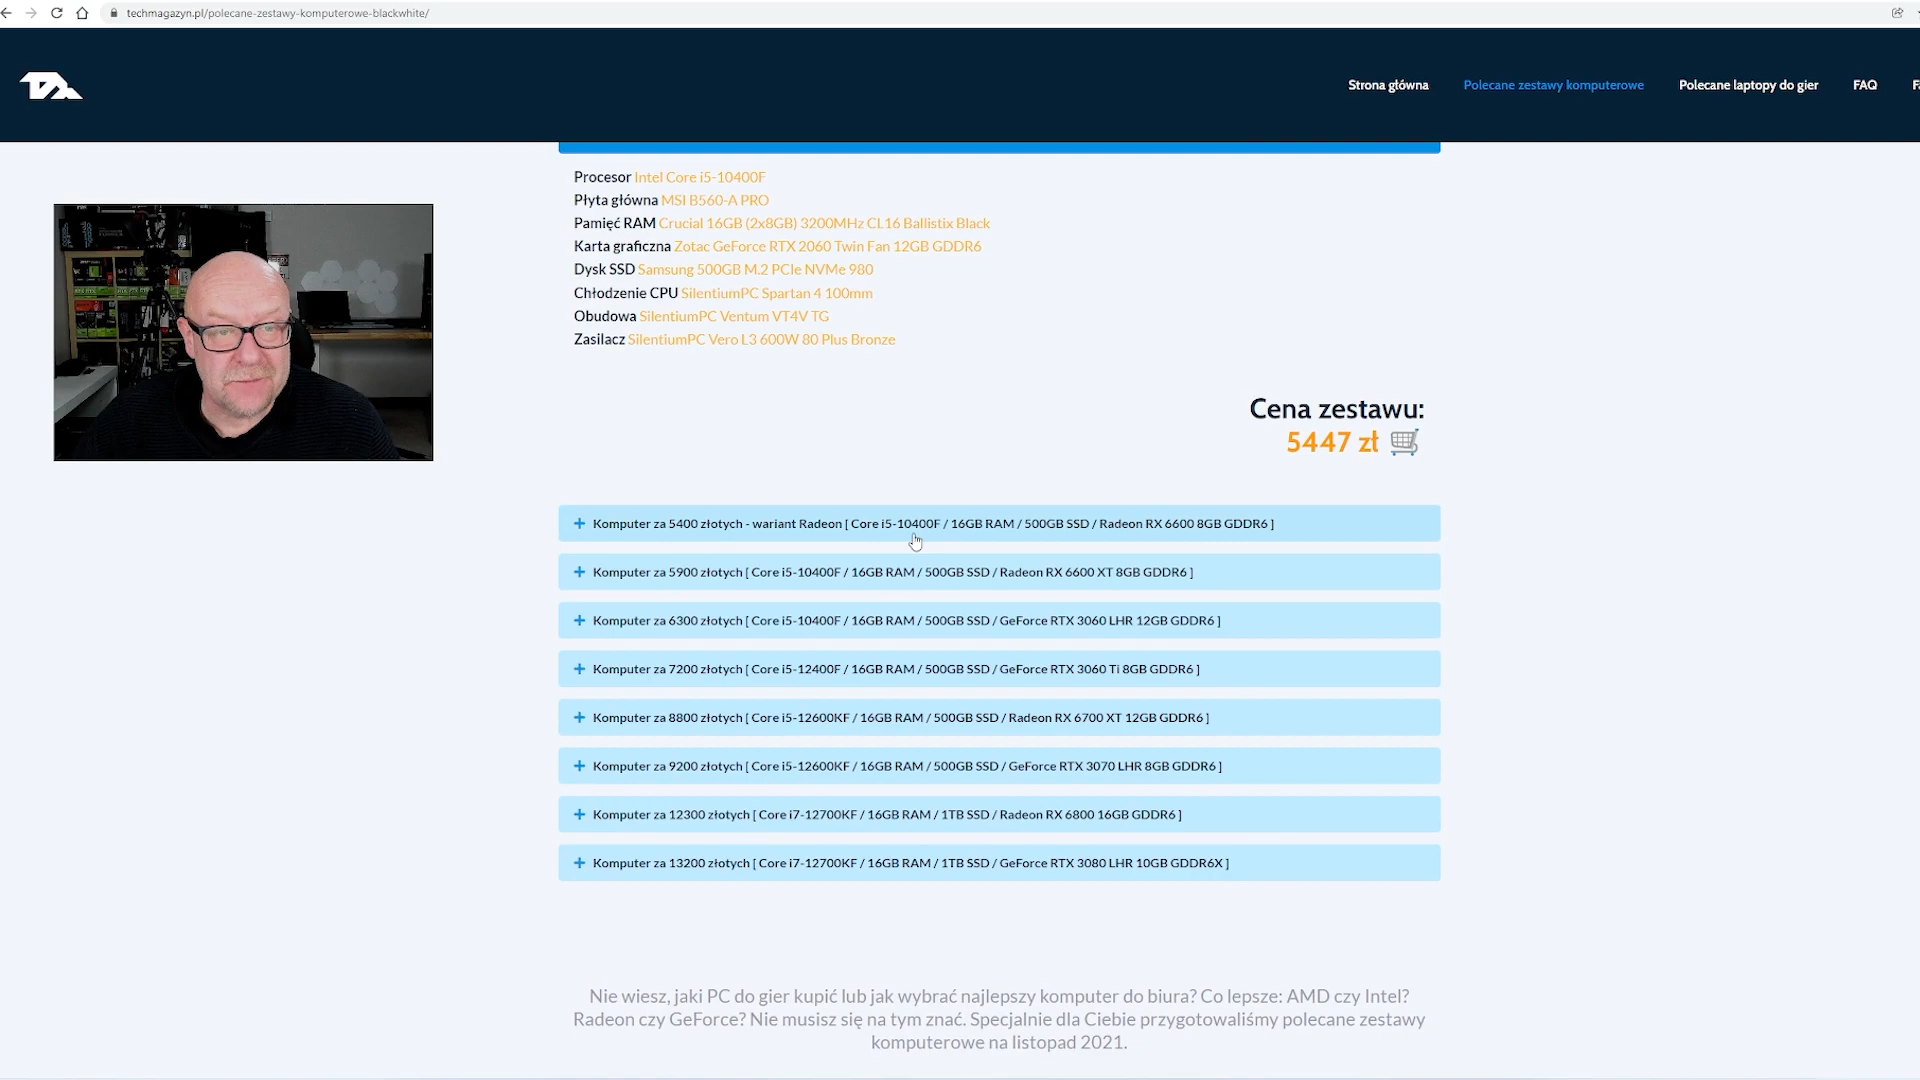 techmagazyn.pl/polecane-zestawy-komputerowe-blackwhite/
Strona główna
Polecane zestawy komputerowe
Polecane laptopy do gier
FAQ
Procesor Intel Core i5-10400F
Płyta główna MSI B560-A PRO
Pamięć RAM Crucial 16GB (2x8GB) 3200MHz CL16 Ballistix Black
Karta graficzna Zotac GeForce RTX 2060 Twin Fan 12GB GDDR6
Dysk SSD Samsung 500GB M.2 PCIe NVMe 980
Chłodzenie CPU SilentiumPC Spartan 4 100mm
Obudowa SilentiumPC Ventum VT4V TG
Zasilacz SilentiumPC Vero L3 600W 80 Plus Bronze
Cena zestawu:
5447 zł
Komputer za 5400 złotych - wariant Radeon [ Core i5-10400F / 16GB RAM / 500GB SSD / Radeon RX 6600 8GB GDDR6 ]
Komputer za 5900 złotych [ Core i5-10400F / 16GB RAM / 500GB SSD / Radeon RX 6600 XT 8GB GDDR6 ]
Komputer za 6300 złotych [ Core i5-10400F / 16GB RAM / 500GB SSD / GeForce RTX 3060 LHR 12GB GDDR6 ]
Komputer za 7200 złotych [ Core i5-12400F / 16GB RAM / 500GB SSD / GeForce RTX 3060 Ti 8GB GDDR6 ]
Komputer za 8800 złotych [ Core i5-12600KF / 16GB RAM / 500GB SSD / Radeon RX 6700 XT 12GB GDDR6 ]
Komputer za 9200 złotych [ Core i5-12600KF / 16GB RAM / 500GB SSD / GeForce RTX 3070 LHR 8GB GDDR6 ]
Komputer za 12300 złotych [ Core i7-12700KF / 16GB RAM / 1TB SSD / Radeon RX 6800 16GB GDDR6 ]
Komputer za 13200 złotych [ Core i7-12700KF / 16GB RAM / 1TB SSD / GeForce RTX 3080 LHR 10GB GDDR6X ]
Nie wiesz, jaki PC do gier kupić lub jak wybrać najlepszy komputer do biura? Co lepsze: AMD czy Intel?
Radeon czy GeForce? Nie musisz się na tym znać. Specjalnie dla Ciebie przygotowaliśmy polecane zestawy
komputerowe na listopad 2021.